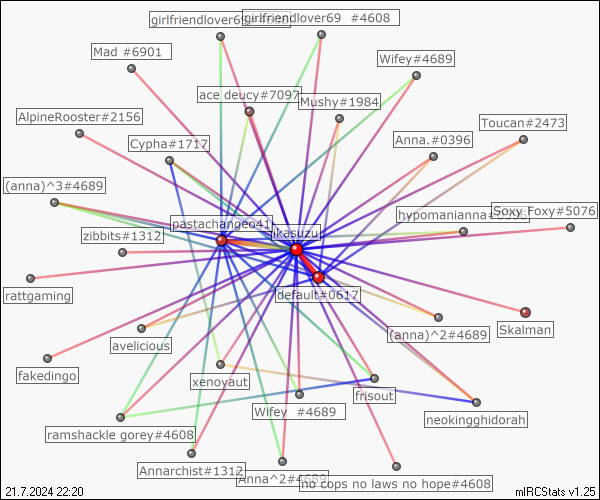 girlfriendlover69
girlfriendlover69 #4608
Mad #6901
Wifey#4689
ace deucy#7097
Mushy#1984
AlpineRooster#2156
Toucan#2473
Cypha#1717
Anna.#0396
(anna)^3#4689
hypomanianna
Soxy Foxy#5076
pastachangeo41
ikasuzu
zibbits#1312
default#0617
rattgaming
Skalman
(anna)^2#4689
avelicious
fakedingo
xenoyaut
frisout
Wifey #4689
neokingghidorah
ramshackle gorey#4608
Annarchist#1312
Anna^2#4689
no cops no laws no hope#4608
21.7.2024 22:20
mIRCStats v1.25